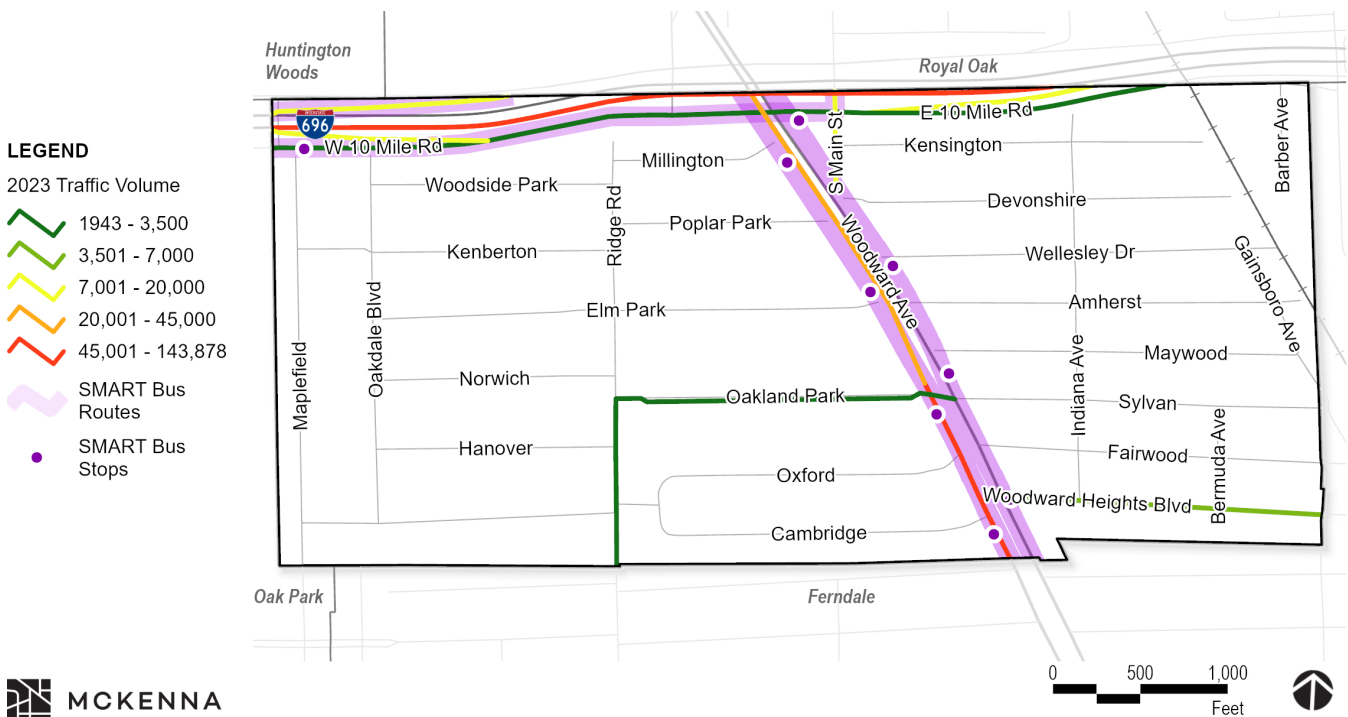 Huntington
Woods
Royal Oak
INTERSTATE
696
W 10 Mile Rd
E 10 Mile Rd
S Main St
Barber Ave
Millington
Kensington
Woodside Park
Devonshire
Ridge Rd
Poplar Park
Woodward Ave
Kenberton
Wellesley Dr
Gainsboro Ave
Elm Park
Amherst
Maplefield
Oakdale Blvd
Indiana Ave
Maywood
Norwich
Oakland Park
Sylvan
Bermuda Ave
Hanover
Fairwood
Oxford
Woodward Heights Blvd
Cambridge
Oak Park
Ferndale
LEGEND
2023 Traffic Volume
1943 - 3,500
3,501 - 7,000
7,001 - 20,000
20,001 - 45,000
45,001 - 143,878
SMART Bus
Routes
SMART Bus
Stops
MCKENNA
0 500 1,000
Feet